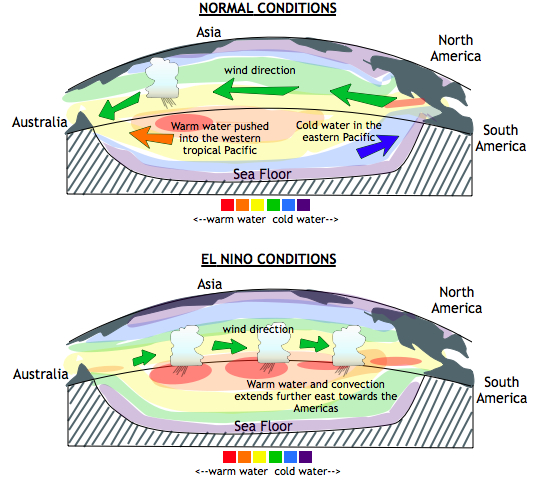 NORMAL CONDITIONS
Asia
North
America
wind direction
Australia
Warm water pushed
into the western
tropical Pacific
Cold water in the
eastern Pacific
South
America
Sea Floor
<--warm water  cold water-->
EL NINO CONDITIONS
Asia
North
America
wind direction
Australia
Warm water and convection
extends further east towards the
Americas
South
America
Sea Floor
<--warm water  cold water-->